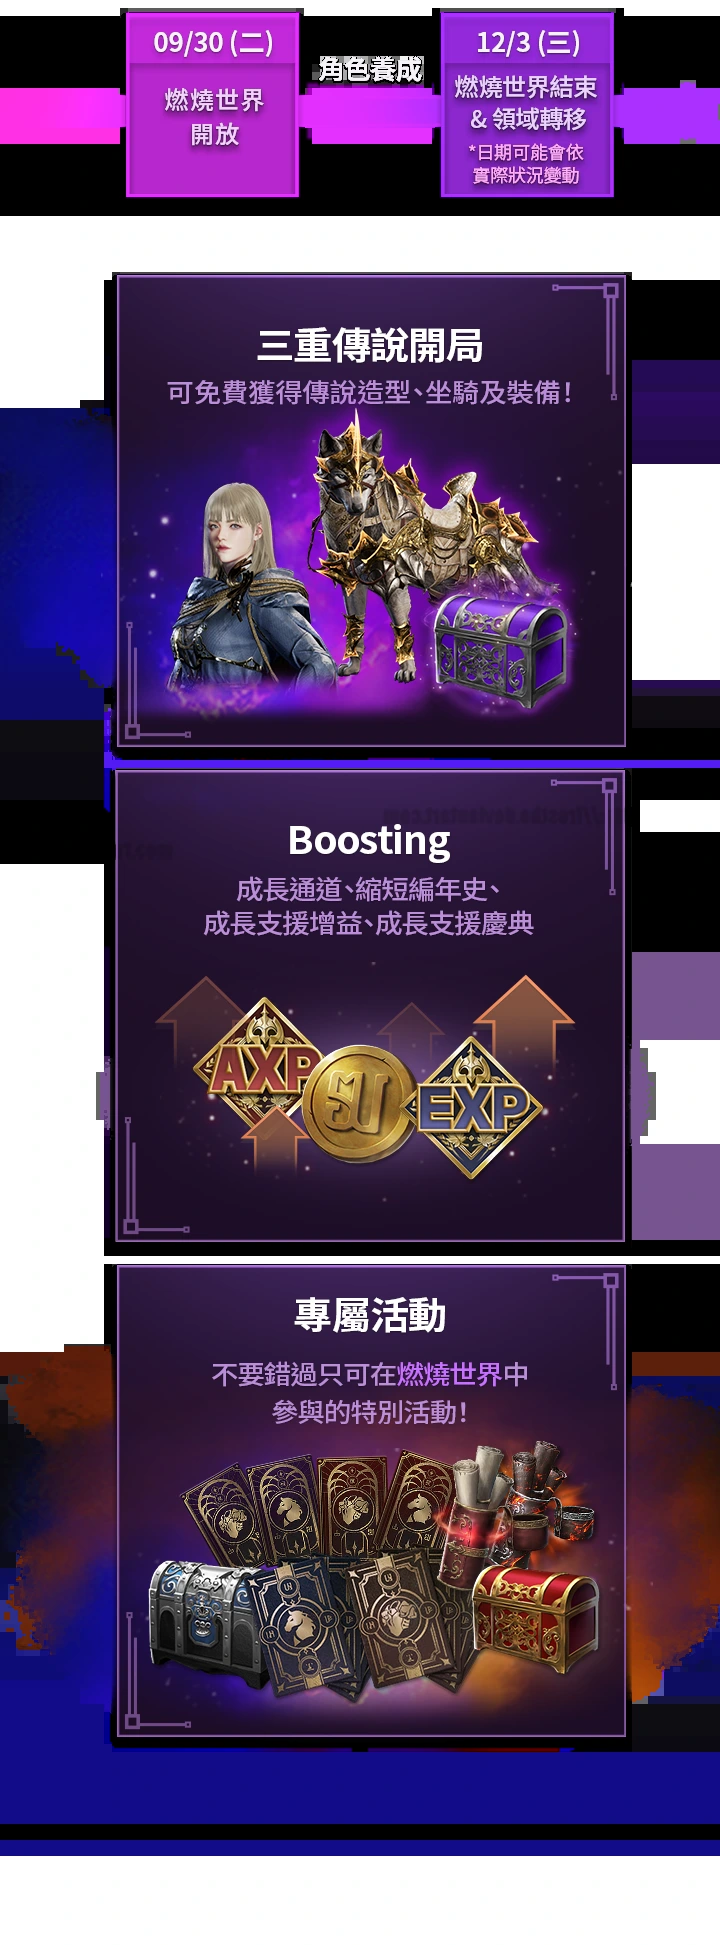 09/30 (二)
燃燒世界
開放
角色養成
12/3 (三)
燃燒世界結束
& 領域轉移
*日期可能會依
實際狀況變動
三重傳說開局
可免費獲得傳說造型、坐騎及裝備!
Boosting
成長通道、縮短編年史、
成長支援增益、成長支援慶典
AXP
EXP
專屬活動
不要錯過只可在燃燒世界中
參與的特別活動!